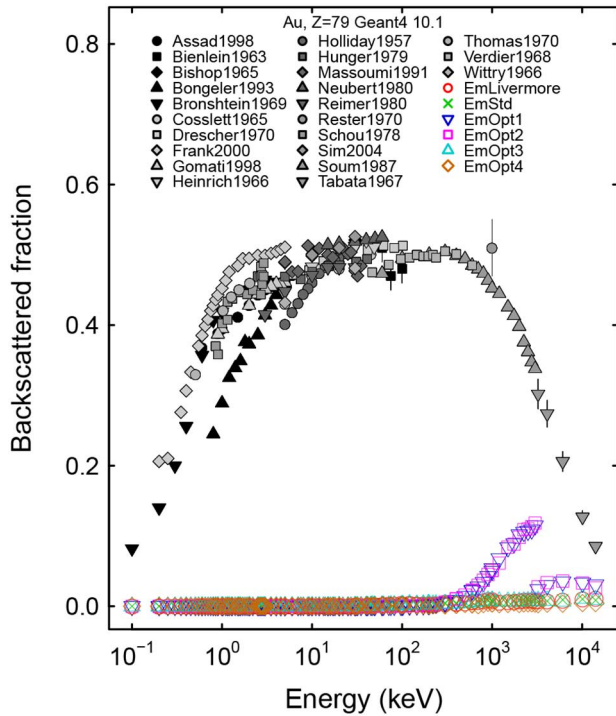 Au, Z=79 Geant4 10.1
Assad1998
Bienlein1963
Bishop1965
Bongeler1993
Bronshtein1969
Cosslett1965
Drescher1970
Frank2000
Gomati1998
Heinrich1966
Holliday1957
Hunger1979
Massoumi1991
Neubert1980
Reimer1980
Rester1970
Schou1978
Sim2004
Soum1987
Tabata1967
Thomas1970
Verdier1968
Wittry1966
EmLivermore
EmStd
EmOpt1
EmOpt2
EmOpt3
EmOpt4
Backscattered fraction
0.8
0.6
0.4
0.2
0.0
10⁻¹ 10⁰ 10¹ 10² 10³ 10⁴
Energy (keV)